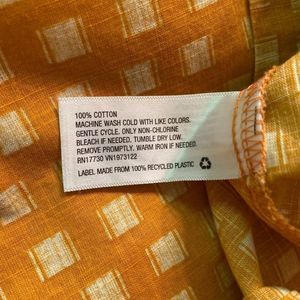 100% COTTON
MACHINE WASH COLD WITH LIKE COLORS.
GENTLE CYCLE. ONLY NON-CHLORINE
BLEACH IF NEEDED. TUMBLE DRY LOW.
REMOVE PROMPTLY. WARM IRON IF NEEDED.
RN17730 VN1973122
LABEL MADE FROM 100% RECYCLED PLASTIC